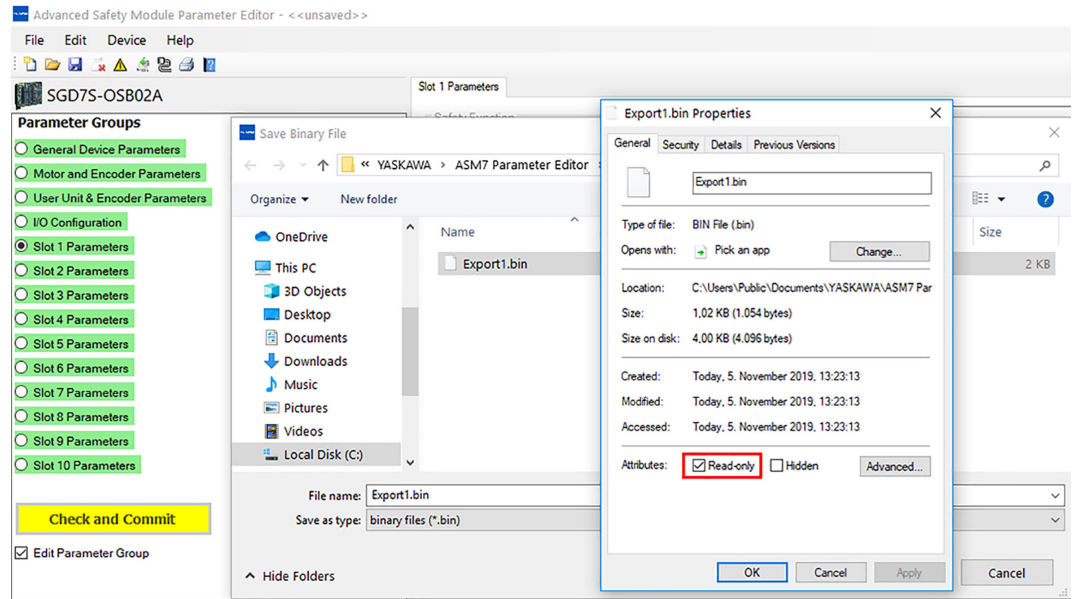 Advanced Safety Module Parameter Editor - <<unsaved>>
File Edit Device Help
SGD7S-OSB02A
Parameter Groups
General Device Parameters
Motor and Encoder Parameters
User Unit & Encoder Parameters
I/O Configuration
Slot 1 Parameters
Slot 2 Parameters
Slot 3 Parameters
Slot 4 Parameters
Slot 5 Parameters
Slot 6 Parameters
Slot 7 Parameters
Slot 8 Parameters
Slot 9 Parameters
Slot 10 Parameters
Check and Commit
Edit Parameter Group
Slot 1 Parameters
Safety Function
Save Binary File
« YASKAWA > ASM7 Parameter Editor
Organize New folder
OneDrive
This PC
3D Objects
Desktop
Documents
Downloads
Music
Pictures
Videos
Local Disk (C:)
Name
Size
Export1.bin
2 KB
File name: Export1.bin
Save as type: binary files (*.bin)
Hide Folders
Cancel
Export1.bin Properties
General Security Details Previous Versions
Export1.bin
Type of file: BIN File (.bin)
Opens with: Pick an app Change...
Location: C:\Users\Public\Documents\YASKAWA\ASM7 Par
Size: 1,02 KB (1.054 bytes)
Size on disk: 4,00 KB (4.096 bytes)
Created: Today, 5. November 2019, 13:23:13
Modified: Today, 5. November 2019, 13:23:13
Accessed: Today, 5. November 2019, 13:23:13
Attributes: Read-only Hidden Advanced...
OK Cancel Apply